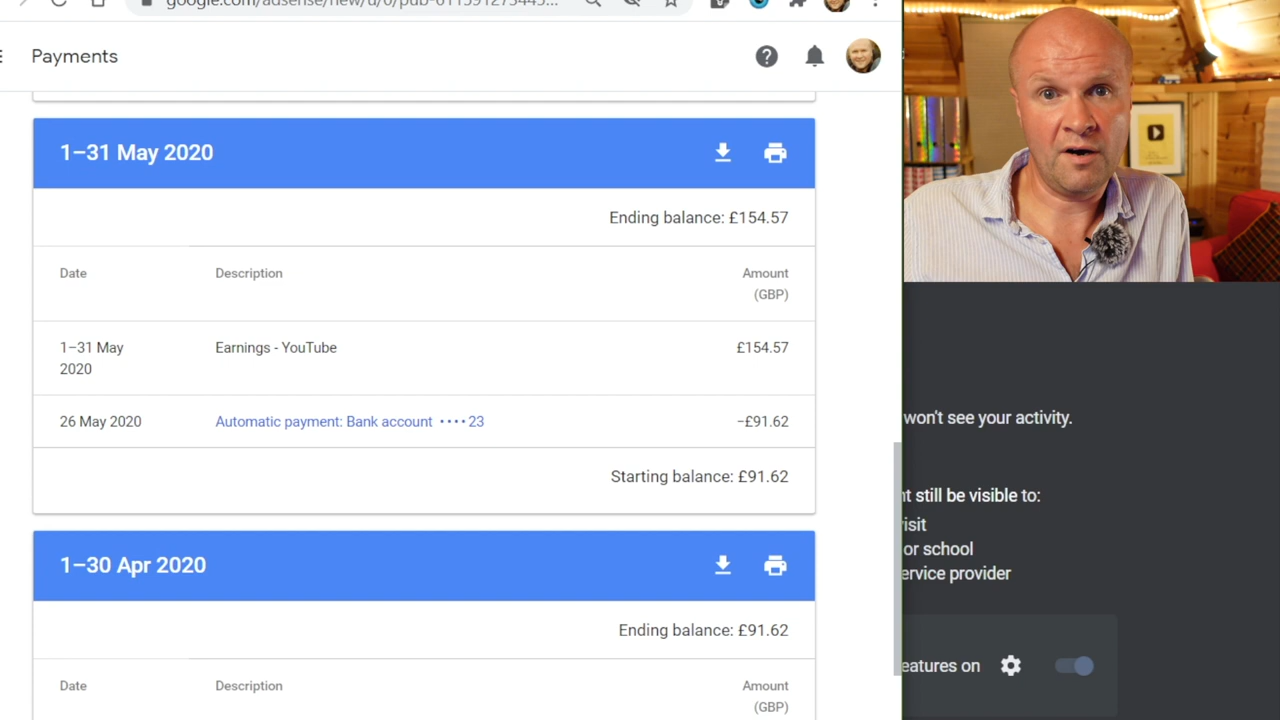 Payments
1–31 May 2020
Ending balance: £154.57
Date Description Amount
(GBP)
1–31 May Earnings - YouTube £154.57
2020
26 May 2020 Automatic payment: Bank account ••••23 −£91.62
Starting balance: £91.62
1–30 Apr 2020
Ending balance: £91.62
Date Description Amount
(GBP)
won't see your activity.
nt still be visible to:
visit
or school
ervice provider
eatures on